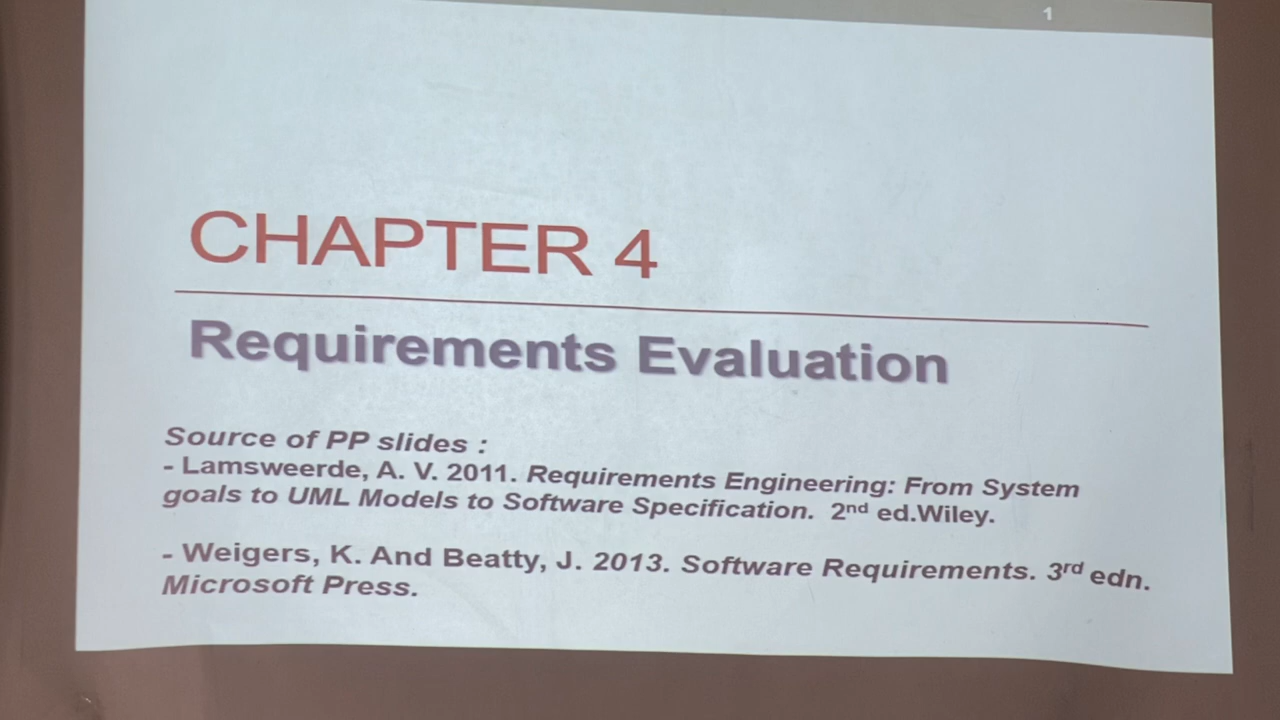 1
CHAPTER 4
Requirements Evaluation
Source of PP slides :
- Lamsweerde, A. V. 2011. Requirements Engineering: From System
goals to UML Models to Software Specification. 2nd ed.Wiley.
- Weigers, K. And Beatty, J. 2013. Software Requirements. 3rd edn.
Microsoft Press.